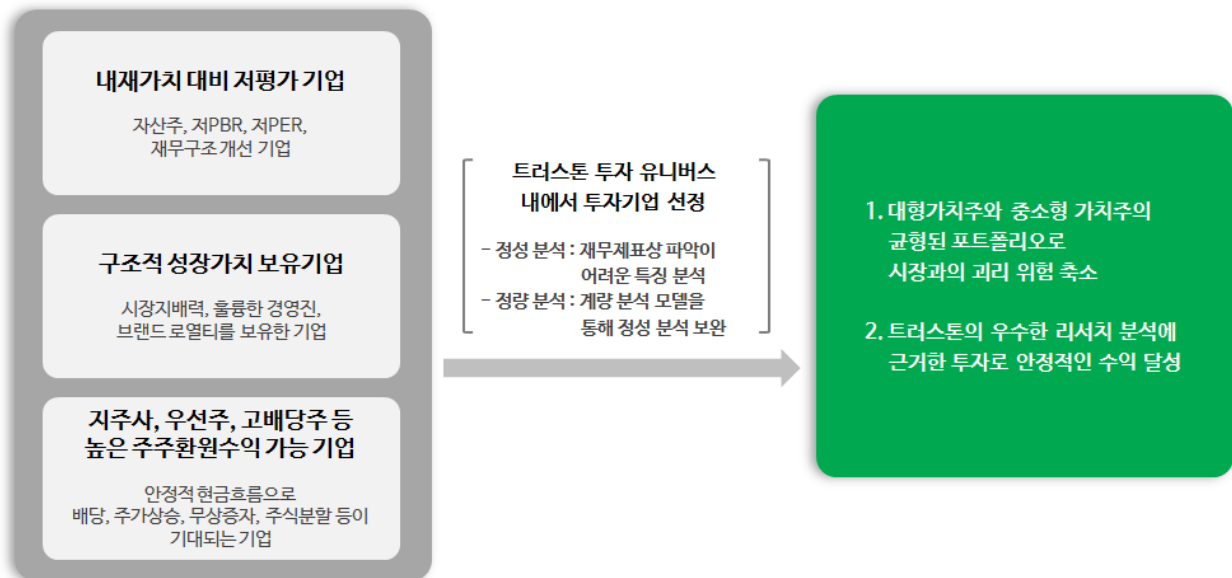 내재가치 대비 저평가 기업
자산주, 저PBR, 저PER,
재무구조 개선 기업
구조적 성장가치 보유기업
시장지배력, 훌륭한 경영진,
브랜드 로열티를 보유한 기업
지주사, 우선주, 고배당주 등
높은 주주환원수익 가능 기업
안정적 현금흐름으로
배당, 주가상승, 무상증자, 주식분할 등이
기대되는 기업
트러스톤 투자 유니버스
내에서 투자기업 선정
- 정성 분석 : 재무제표상 파악이
어려운 특징 분석
- 정량 분석 : 계량 분석 모델을
통해 정성 분석 보완
1. 대형가치주와 중소형 가치주의
균형된 포트폴리오로
시장과의 괴리 위험 축소
2. 트러스톤의 우수한 리서치 분석에
근거한 투자로 안정적인 수익 달성